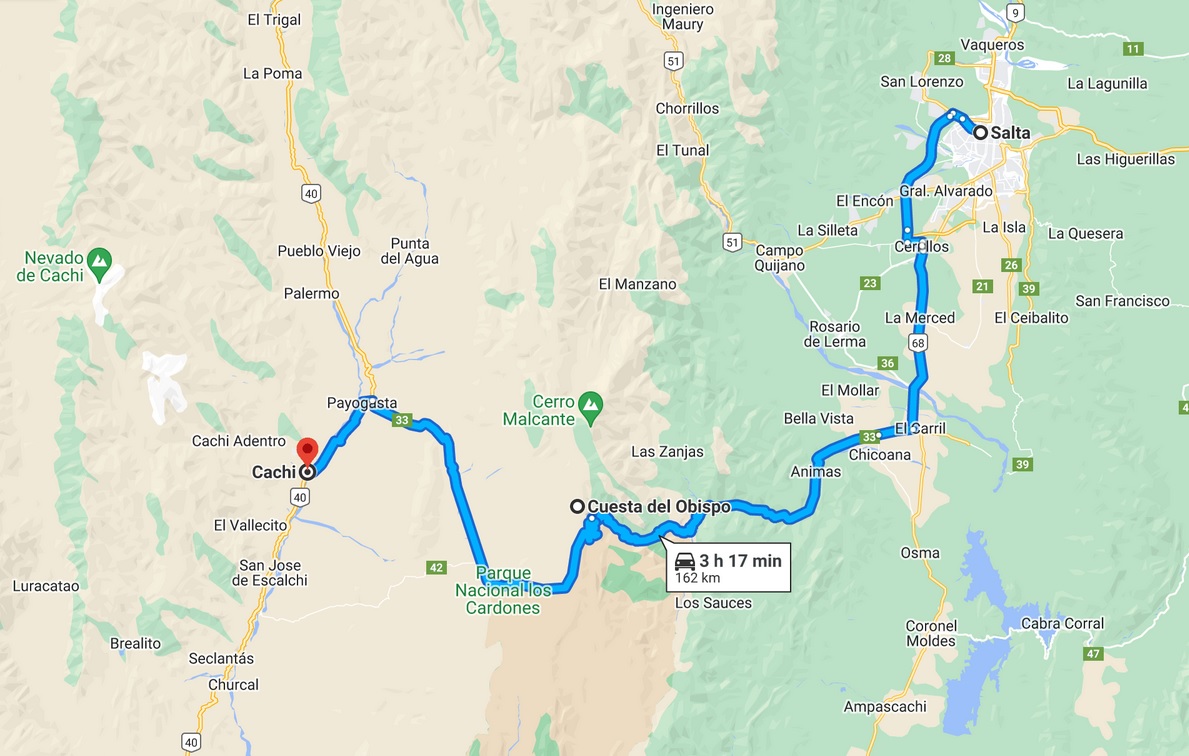 El Trigal
Ingeniero
Maury
9
Vaqueros
11
28
La Poma
51
San Lorenzo
La Lagunilla
Chorrillos
Salta
El Tunal
Las Higuerillas
40
Gral. Alvarado
El Encón
La Silleta
La Isla
La Quesera
51
Cerrillos
Pueblo Viejo
Punta
del Agua
Campo
Quijano
Nevado
de Cachi
26
El Manzano
23
21
39
Palermo
San Francisco
La Merced
El Ceibalito
Rosario
de Lerma
68
36
El Mollar
Payogasta
Cerro
Malcante
33
Bella Vista
El Carril
4
Cachi Adentro
33
Chicoana
Las Zanjas
Cachi
Animas
39
40
Cuesta del Obispo
El Vallecito
3 h 17 min
162 km
Osma
San Jose
de Escalchi
42
Parque
Nacional los
Cardones
Luracatao
Los Sauces
Coronel
Moldes
Cabra Corral
Brealito
47
Seclantás
Churcal
Ampascachi
40